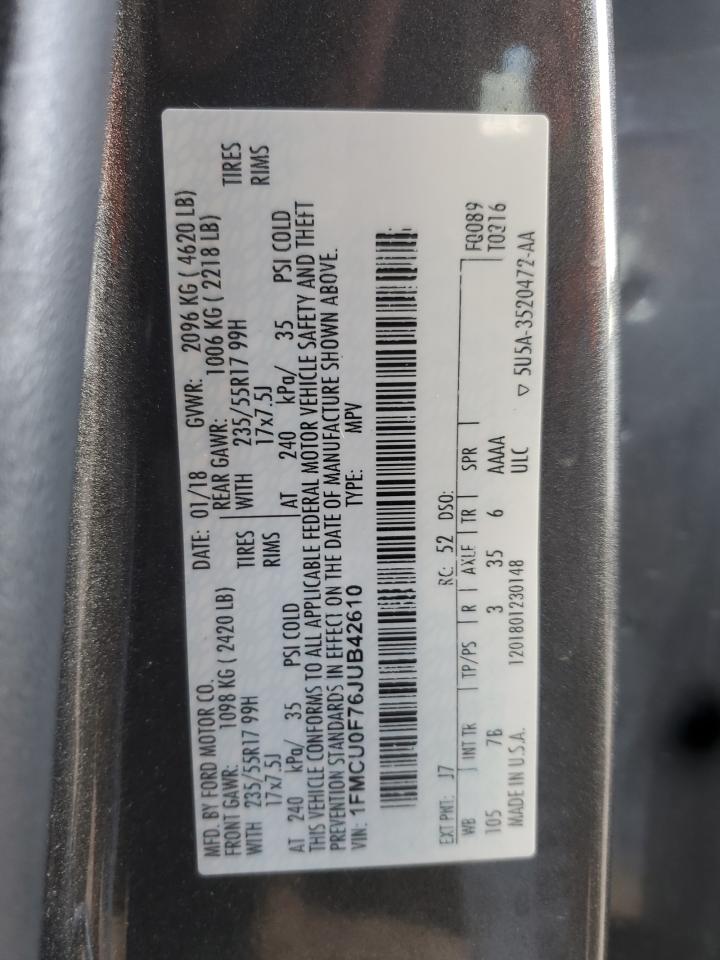 MFD. BY FORD MOTOR CO.
DATE: 01/18 GVWR: 2096 KG ( 4620 LB)
FRONT GAWR: 1098 KG ( 2420 LB) REAR GAWR: 1006 KG ( 2218 LB)
WITH 235/55R17 99H TIRES WITH 235/55R17 99H TIRES
17x7.5J RIMS 17x7.5J RIMS
AT 240 kPa/ 35 PSI COLD AT 240 kPa/ 35 PSI COLD
THIS VEHICLE CONFORMS TO ALL APPLICABLE FEDERAL MOTOR VEHICLE SAFETY AND THEFT
PREVENTION STANDARDS IN EFFECT ON THE DATE OF MANUFACTURE SHOWN ABOVE.
VIN: 1FMCU0F76JUB42610 TYPE: MPV
EXT PNT: J7 RC: 52 DSO:
WB INT TR TP/PS R AXLE TR SPR FQ089
105 7B 3 35 6 AAAA T0216
MADE IN U.S.A. 1201801230148 ULC
▽ 5U5A-3520472-AA